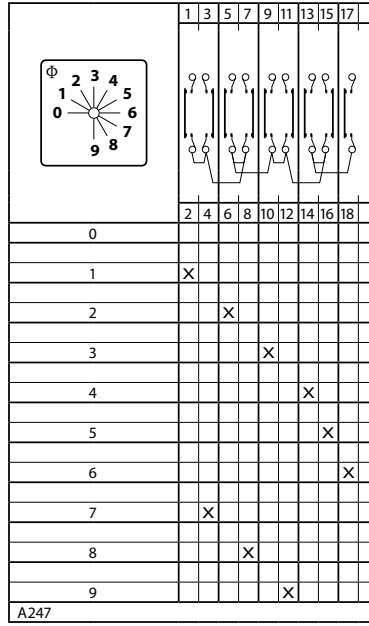 1 3 5 7 9 11 13 15 17
Φ
0 1 2 3 4 5 6 7 8 9
2 4 6 8 10 12 14 16 18
0
1 X
2 X
3 X
4 X
5 X
6 X
7 X
8 X
9 X
A247